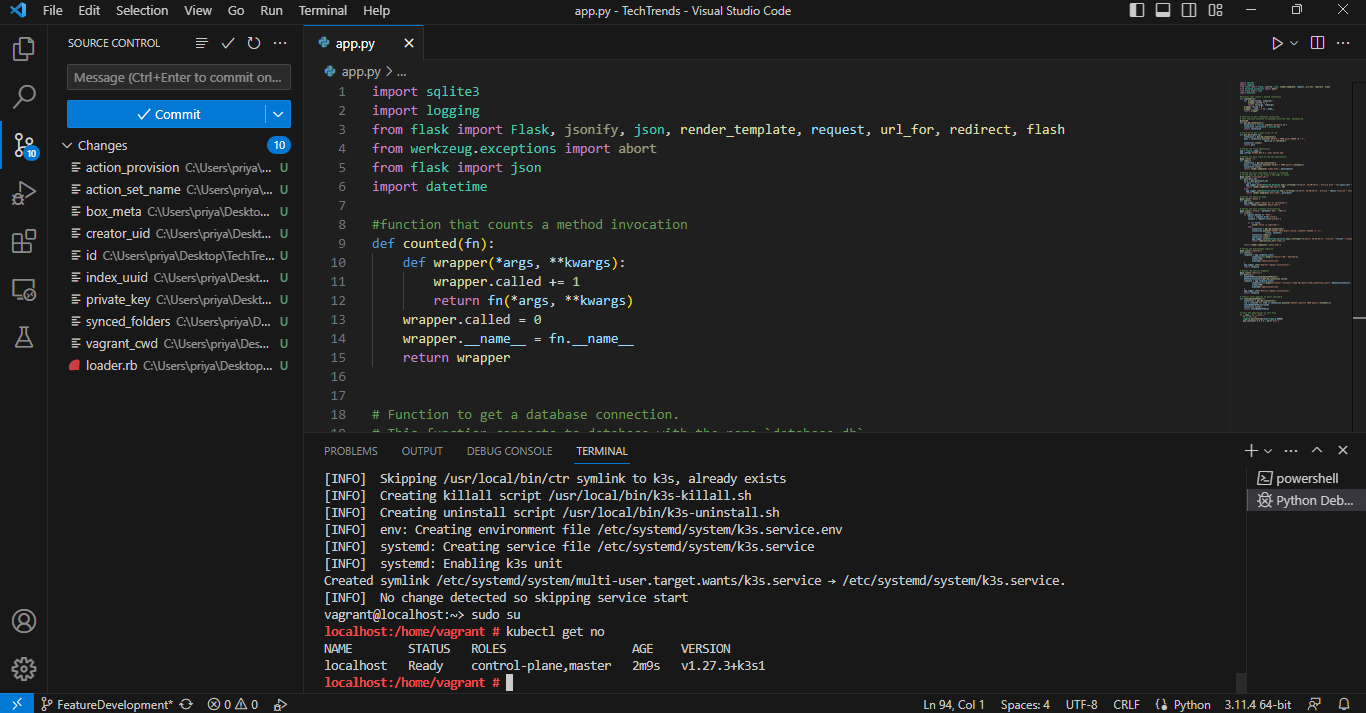 File Edit Selection View Go Run Terminal Help
app.py - TechTrends - Visual Studio Code
SOURCE CONTROL
Message (Ctrl+Enter to commit on...
Commit
Changes 10
action_provision C:\Users\priya\... U
action_set_name C:\Users\priya\... U
box_meta C:\Users\priya\Deskto... U
creator_uid C:\Users\priya\Deskt... U
id C:\Users\priya\Desktop\TechTre... U
index_uuid C:\Users\priya\Deskt... U
private_key C:\Users\priya\Deskt... U
synced_folders C:\Users\priya\D... U
vagrant_cwd C:\Users\priya\Des... U
loader.rb C:\Users\priya\Desktop... U
10
app.py
app.py > ...
1 import sqlite3
2 import logging
3 from flask import Flask, jsonify, json, render_template, request, url_for, redirect, flash
4 from werkzeug.exceptions import abort
5 from flask import json
6 import datetime
7
8 #function that counts a method invocation
9 def counted(fn):
10 def wrapper(*args, **kwargs):
11 wrapper.called += 1
12 return fn(*args, **kwargs)
13 wrapper.called = 0
14 wrapper.__name__ = fn.__name__
15 return wrapper
16
17
18 # Function to get a database connection.
19 # This function connects to database with the name `database.db`
PROBLEMS OUTPUT DEBUG CONSOLE TERMINAL
[INFO] Skipping /usr/local/bin/ctr symlink to k3s, already exists
[INFO] Creating killall script /usr/local/bin/k3s-killall.sh
[INFO] Creating uninstall script /usr/local/bin/k3s-uninstall.sh
[INFO] env: Creating environment file /etc/systemd/system/k3s.service.env
[INFO] systemd: Creating service file /etc/systemd/system/k3s.service
[INFO] systemd: Enabling k3s unit
Created symlink /etc/systemd/system/multi-user.target.wants/k3s.service → /etc/systemd/system/k3s.service.
[INFO] No change detected so skipping service start
vagrant@localhost:~> sudo su
localhost:/home/vagrant # kubectl get no
NAME STATUS ROLES AGE VERSION
localhost Ready control-plane,master 2m9s v1.27.3+k3s1
localhost:/home/vagrant #
powershell
Python Deb...
FeatureDevelopment* 0 0
Ln 94, Col 1 Spaces: 4 UTF-8 CRLF Python 3.11.4 64-bit